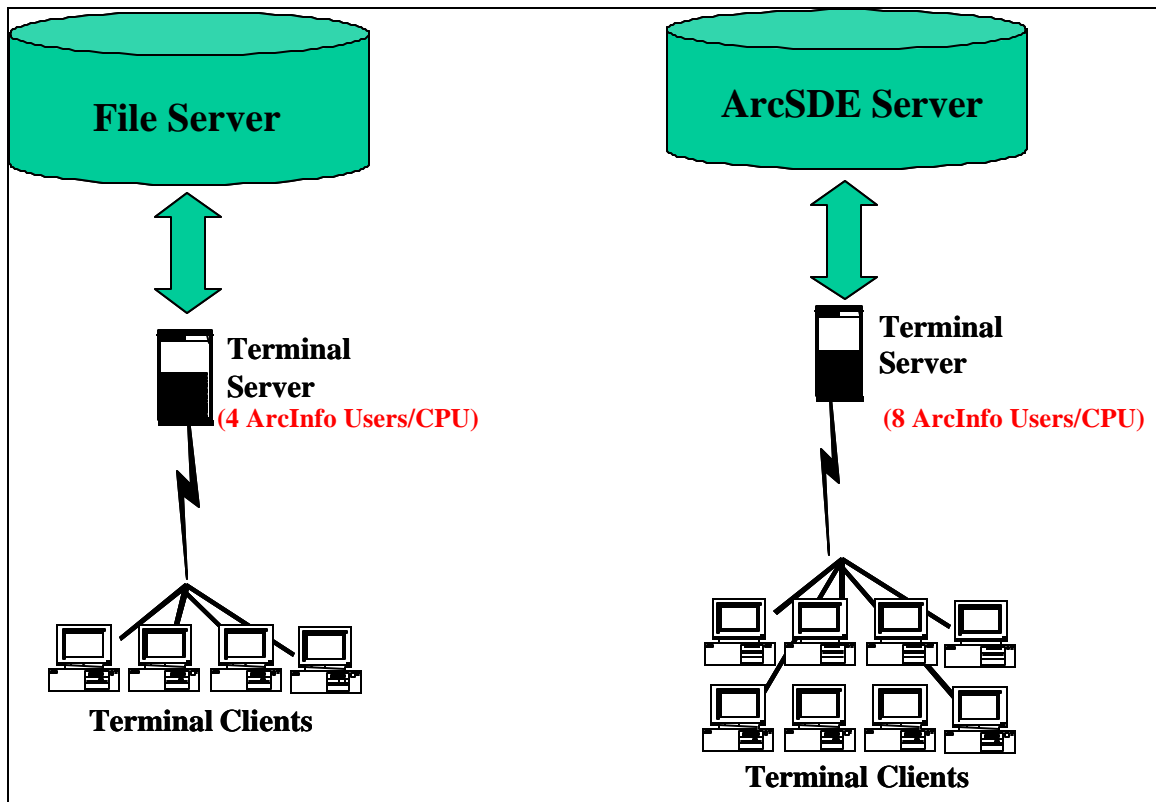 File Server
Terminal
Server
(4 ArcInfo Users/CPU)
Terminal Clients
ArcSDE Server
Terminal
Server
(8 ArcInfo Users/CPU)
Terminal Clients